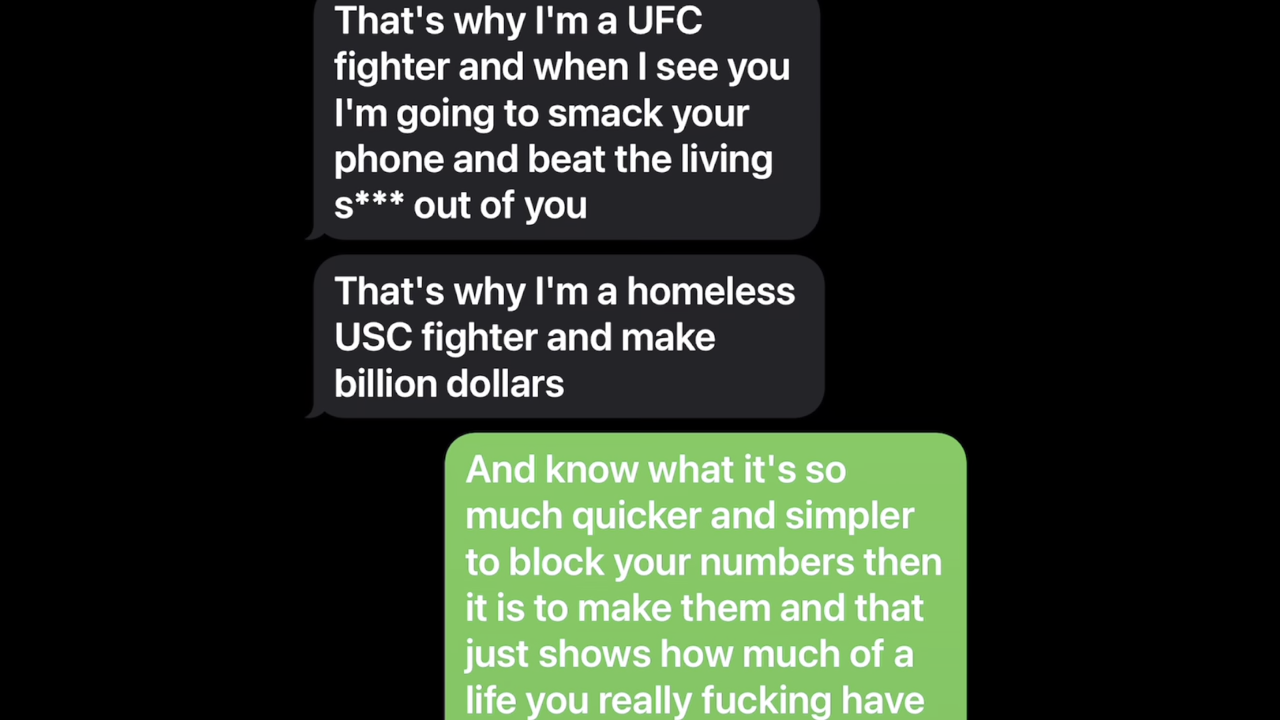 That's why I'm a UFC
fighter and when I see you
I'm going to smack your
phone and beat the living
s*** out of you
That's why I'm a homeless
USC fighter and make
billion dollars
And know what it's so
much quicker and simpler
to block your numbers then
it is to make them and that
just shows how much of a
life you really fucking have